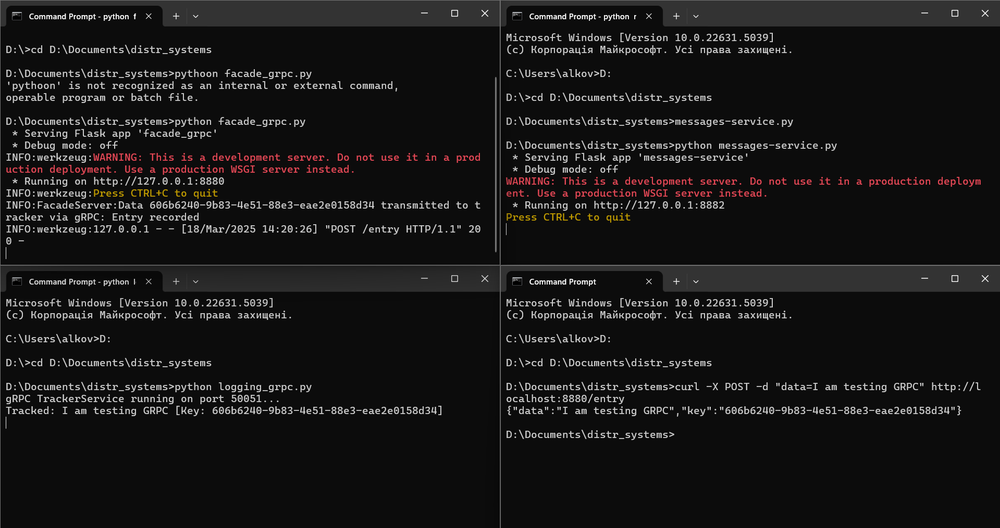 Command Prompt - python f
D:\>cd D:\Documents\distr_systems
D:\Documents\distr_systems>pythoon facade_grpc.py
'pythoon' is not recognized as an internal or external command,
operable program or batch file.
D:\Documents\distr_systems>python facade_grpc.py
 * Serving Flask app 'facade_grpc'
 * Debug mode: off
INFO:werkzeug:WARNING: This is a development server. Do not use it in a prod
uction deployment. Use a production WSGI server instead.
 * Running on http://127.0.0.1:8880
INFO:werkzeug:Press CTRL+C to quit
INFO:FacadeServer:Data 606b6240-9b83-4e51-88e3-eae2e0158d34 transmitted to t
racker via gRPC: Entry recorded
INFO:werkzeug:127.0.0.1 - - [18/Mar/2025 14:20:26] "POST /entry HTTP/1.1" 20
0 -
Command Prompt - python r
Microsoft Windows [Version 10.0.22631.5039]
(c) Корпорація Майкрософт. Усі права захищені.
C:\Users\alkov>D:
D:\>cd D:\Documents\distr_systems
D:\Documents\distr_systems>messages-service.py
D:\Documents\distr_systems>python messages-service.py
 * Serving Flask app 'messages-service'
 * Debug mode: off
WARNING: This is a development server. Do not use it in a production deploym
ent. Use a production WSGI server instead.
 * Running on http://127.0.0.1:8882
Press CTRL+C to quit
Command Prompt - python l
Microsoft Windows [Version 10.0.22631.5039]
(c) Корпорація Майкрософт. Усі права захищені.
C:\Users\alkov>D:
D:\>cd D:\Documents\distr_systems
D:\Documents\distr_systems>python logging_grpc.py
gRPC TrackerService running on port 50051...
Tracked: I am testing GRPC [Key: 606b6240-9b83-4e51-88e3-eae2e0158d34]
Command Prompt
Microsoft Windows [Version 10.0.22631.5039]
(c) Корпорація Майкрософт. Усі права захищені.
C:\Users\alkov>D:
D:\>cd D:\Documents\distr_systems
D:\Documents\distr_systems>curl -X POST -d "data=I am testing GRPC" http://l
ocalhost:8880/entry
{"data":"I am testing GRPC","key":"606b6240-9b83-4e51-88e3-eae2e0158d34"}
D:\Documents\distr_systems>